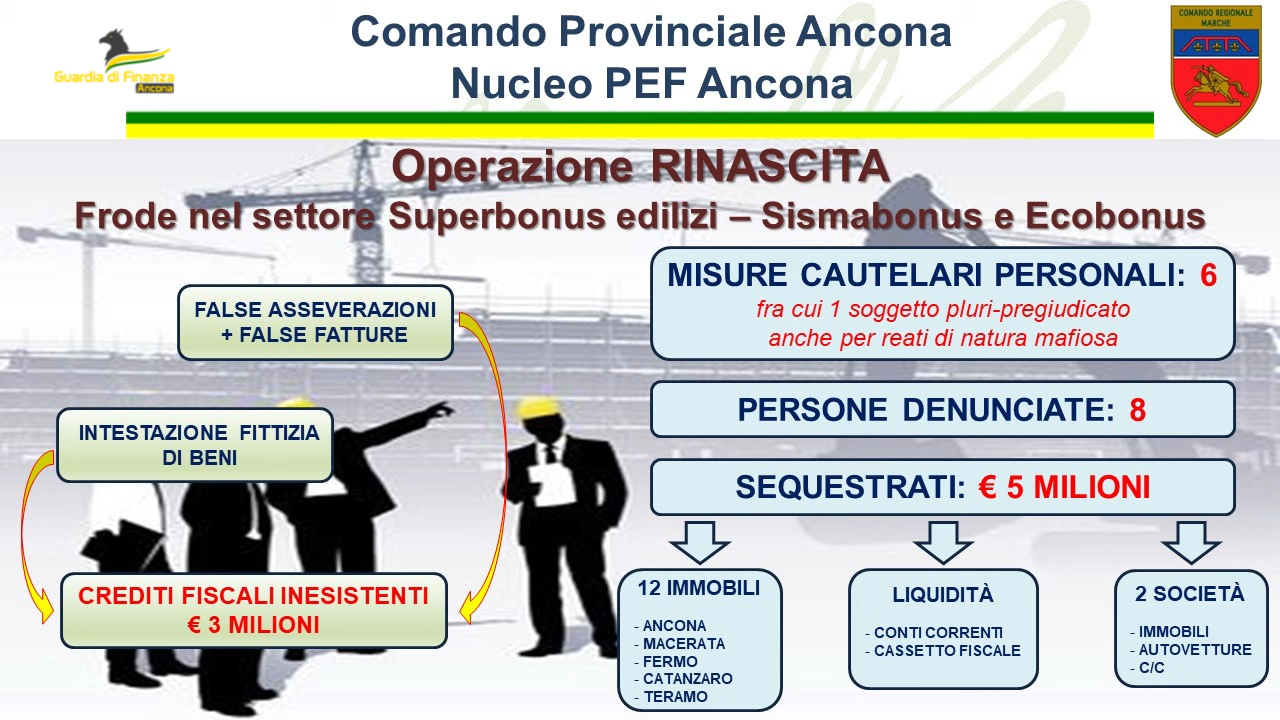 Comando Provinciale Ancona
Nucleo PEF Ancona
Guardia di Finanza
Ancona
COMANDO REGIONALE
MARCHE
Operazione RINASCITA
Frode nel settore Superbonus edilizi – Sismabonus e Ecobonus
FALSE ASSEVERAZIONI
+ FALSE FATTURE
INTESTAZIONE FITTIZIA
DI BENI
CREDITI FISCALI INESISTENTI
€ 3 MILIONI
MISURE CAUTELARI PERSONALI: 6
fra cui 1 soggetto pluri-pregiudicato
anche per reati di natura mafiosa
PERSONE DENUNCIATE: 8
SEQUESTRATI: € 5 MILIONI
12 IMMOBILI
- ANCONA
- MACERATA
- FERMO
- CATANZARO
- TERAMO
LIQUIDITÀ
- CONTI CORRENTI
- CASSETTO FISCALE
2 SOCIETÀ
- IMMOBILI
- AUTOVETTURE
- C/C